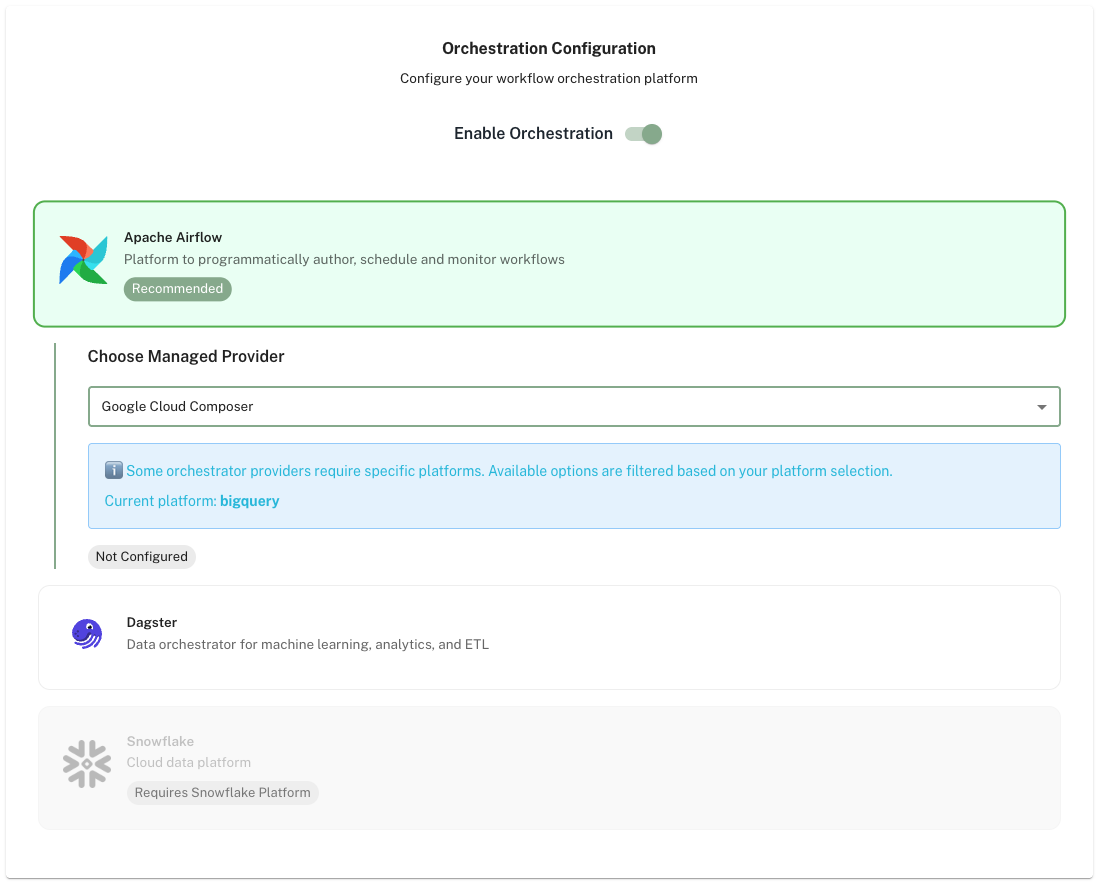 Orchestration Configuration
Configure your workflow orchestration platform
Enable Orchestration
Apache Airflow
Platform to programmatically author, schedule and monitor workflows
Recommended
Choose Managed Provider
Google Cloud Composer
ℹ️ Some orchestrator providers require specific platforms. Available options are filtered based on your platform selection.
Current platform: bigquery
Not Configured
Dagster
Data orchestrator for machine learning, analytics, and ETL
Snowflake
Cloud data platform
Requires Snowflake Platform